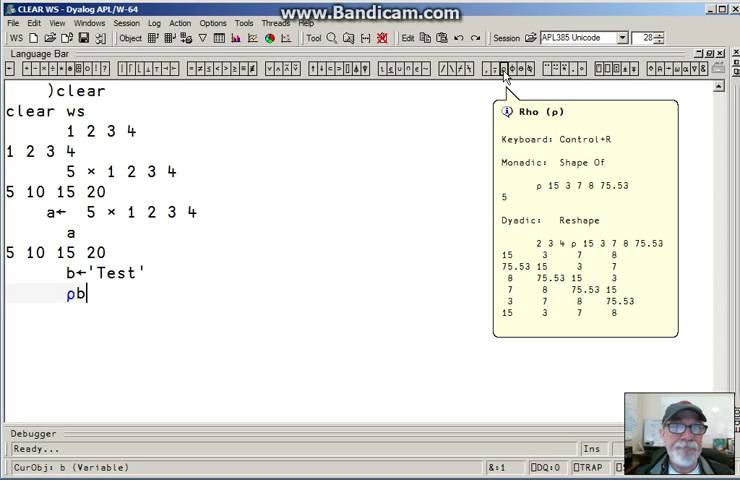 www.Bandicam.com
CLEAR WS - Dyalog APL/W-64
File Edit View Windows Session Log Action Options Tools Threads Help
WS Object Tool Edit Session APL385 Unicode 28
Language Bar
)clear
clear ws
1 2 3 4
1 2 3 4
5 × 1 2 3 4
5 10 15 20
a← 5 × 1 2 3 4
a
5 10 15 20
b←'Test'
⍴b
Rho (⍴)
Keyboard: Control+R
Monadic: Shape Of
⍴ 15 3 7 8 75.53
5
Dyadic: Reshape
2 3 4 ⍴ 15 3 7 8 75.53
15 3 7 8
75.53 15 3 7
8 75.53 15 3
7 8 75.53 15
3 7 8 75.53
15 3 7 8
Debugger
Ready... Ins
CurObj: b (Variable) &:1 ⎕DQ:0 ⎕TRAP
Editor